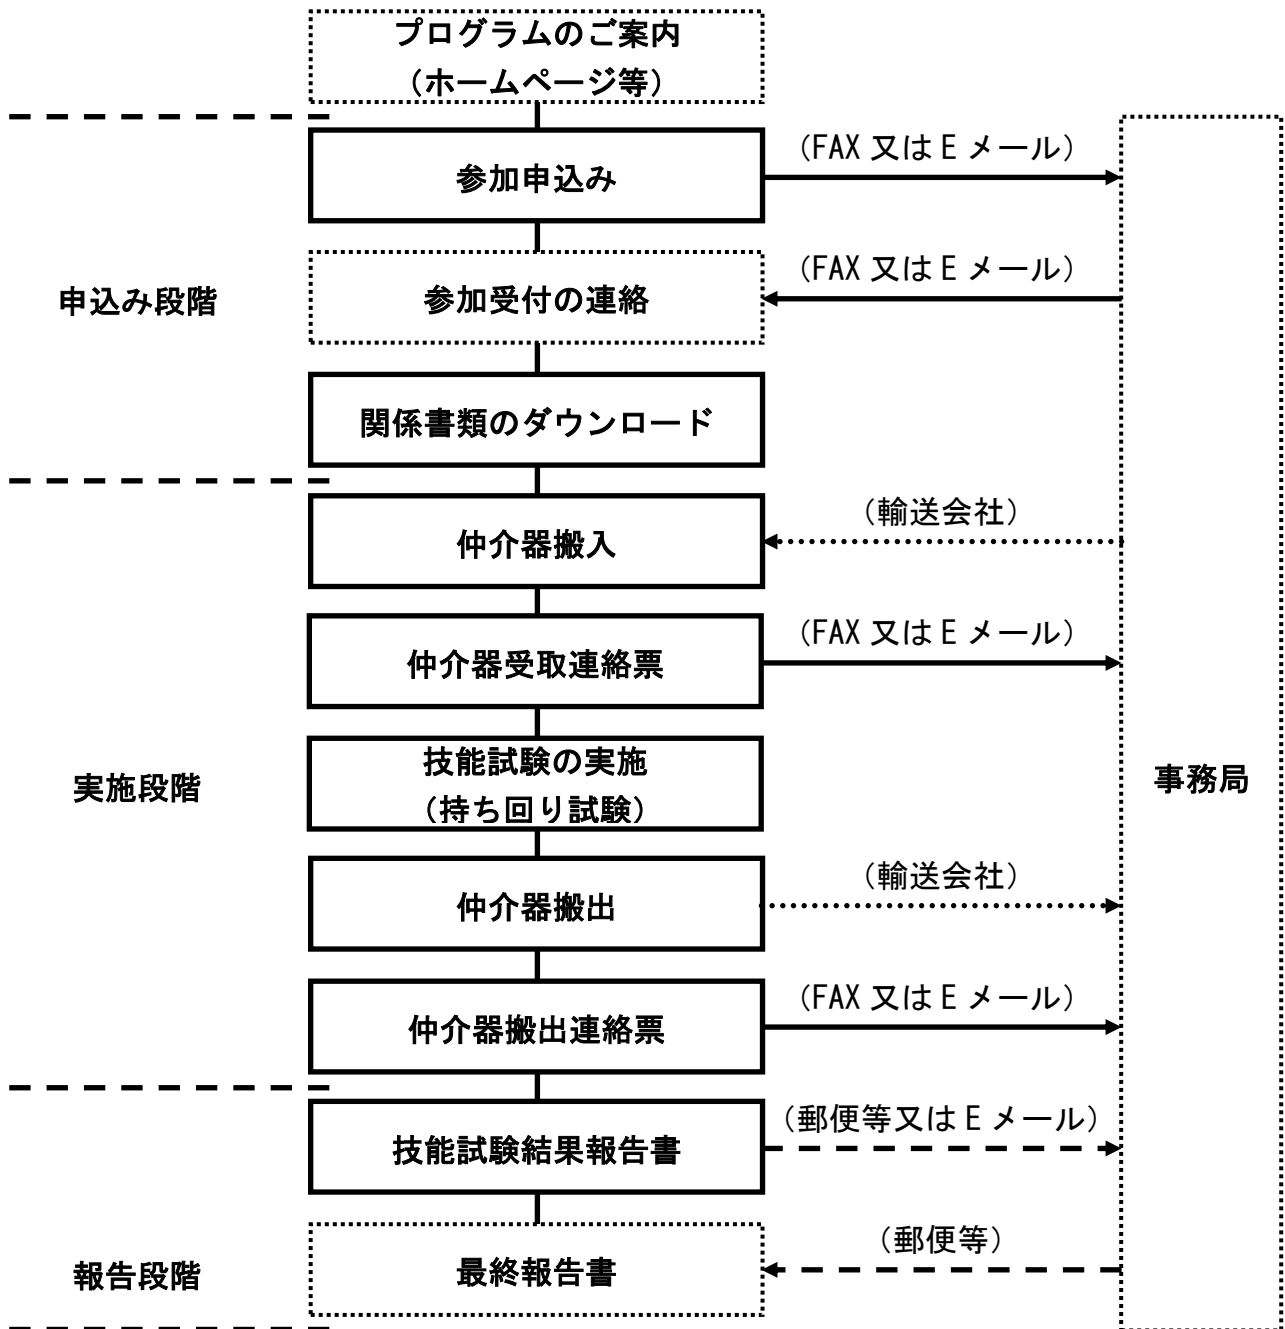 プログラムのご案内
(ホームページ等)
参加申込み
(FAX 又は E メール)
申込み段階
参加受付の連絡
(FAX 又は E メール)
関係書類のダウンロード
仲介器搬入
(輸送会社)
仲介器受取連絡票
(FAX 又は E メール)
実施段階
技能試験の実施
(持ち回り試験)
事務局
仲介器搬出
(輸送会社)
仲介器搬出連絡票
(FAX 又は E メール)
技能試験結果報告書
(郵便等又は E メール)
報告段階
最終報告書
(郵便等)